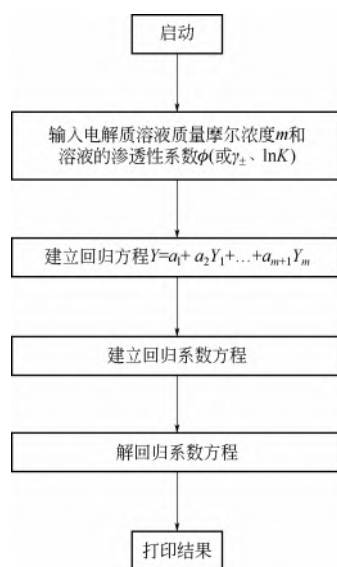 启动
输入电解质溶液质量摩尔浓度m和
溶液的渗透性系数ϕ(或γ±、lnK)
建立回归方程Y=a₁+ a₂Y₁+…+aₘ₊₁Yₘ
建立回归系数方程
解回归系数方程
打印结果